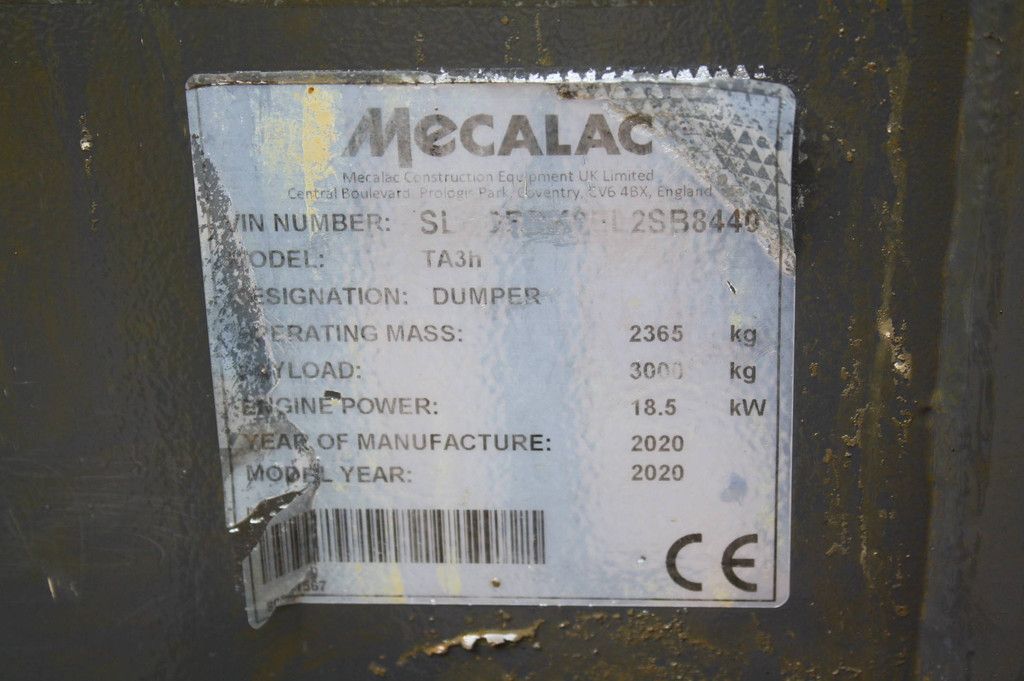 MeCALAC
Mecalac Construction Equipment UK Limited
Central Boulevard, Prologis Park, Coventry, CV6 4BX, England
VIN NUMBER:
MODEL: TA3h
DESIGNATION: DUMPER
OPERATING MASS: 2365 kg
PAYLOAD: 3000 kg
ENGINE POWER: 18.5 kW
YEAR OF MANUFACTURE: 2020
MODEL YEAR: 2020
CE